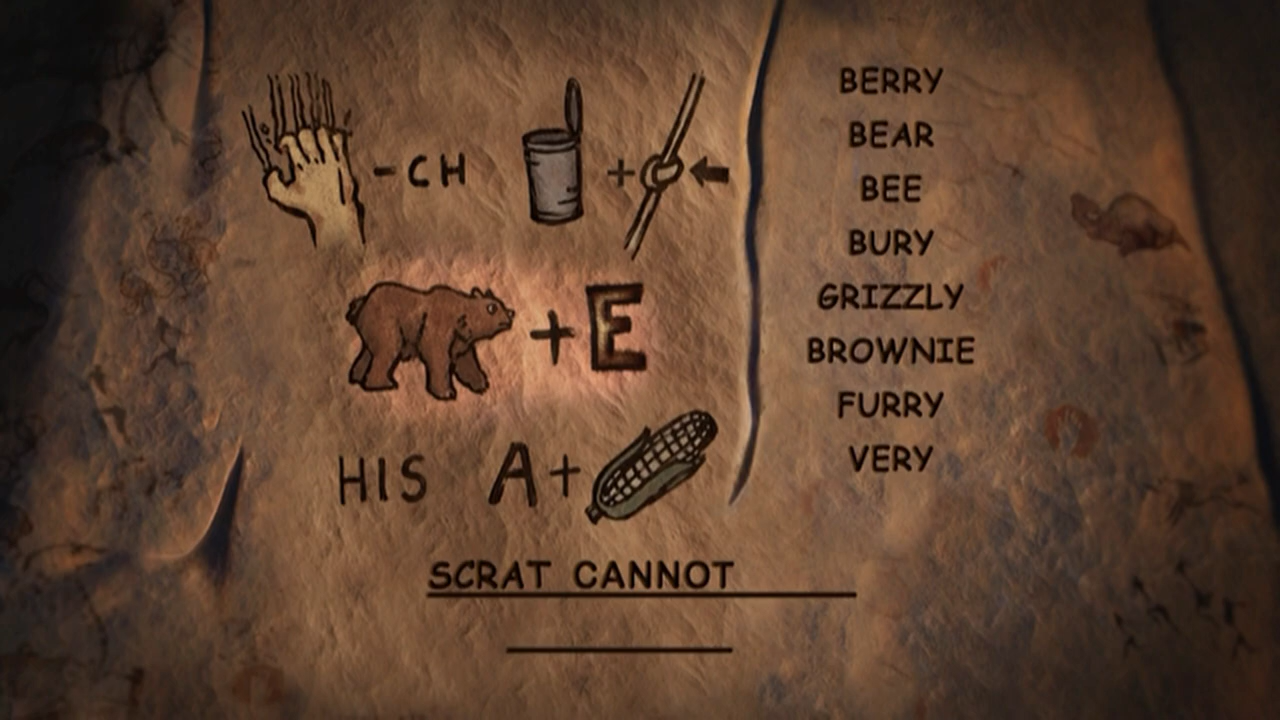 - CH +
+ E
HIS A+
SCRAT CANNOT
BERRY
BEAR
BEE
BURY
GRIZZLY
BROWNIE
FURRY
VERY